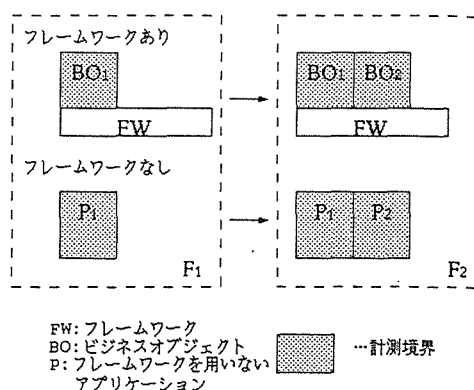 フレームワークあり
BO1
BO1 BO2
FW
FW
フレームワークなし
P1
P1 P2
F1
F2
FW: フレームワーク
BO: ビジネスオブジェクト
P: フレームワークを用いない
アプリケーション
…計測境界